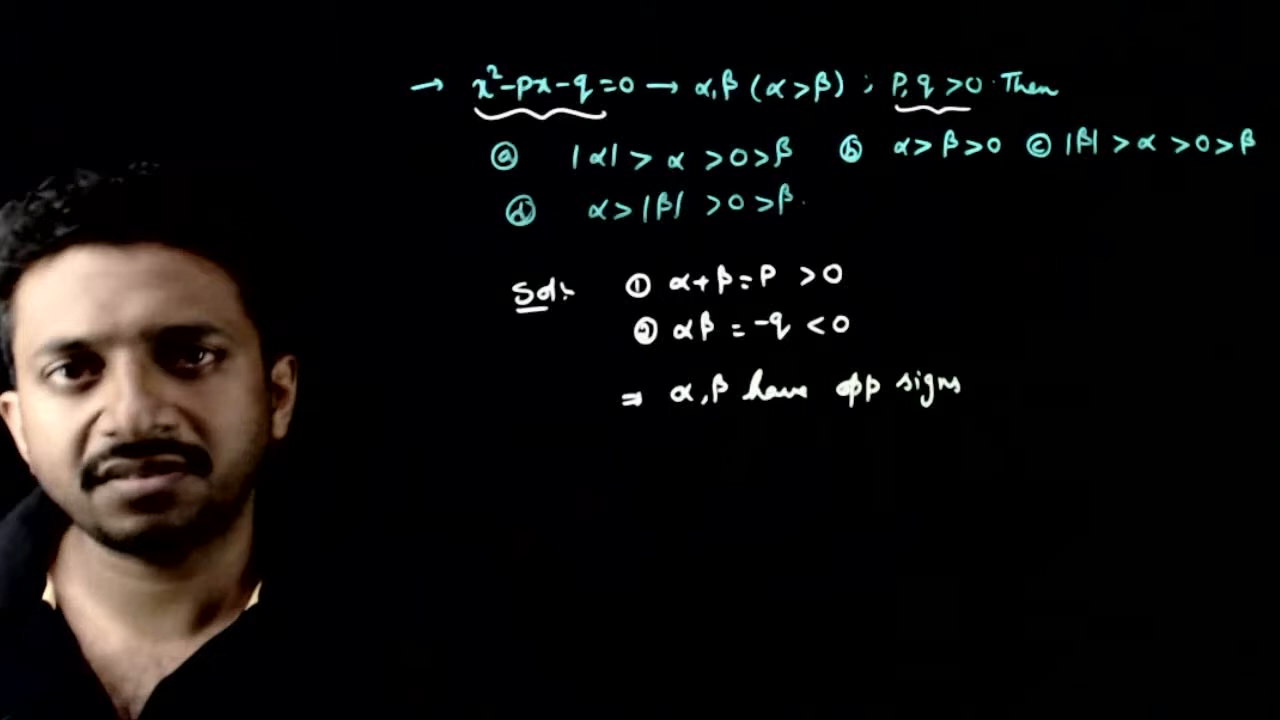 → x²-px-q=0 → α,β (α>β) ; P,q >0. Then
ⓐ |α| > α >0>β ⓑ α>β>0 ⓒ |β| > α >0>β
ⓓ α>|β| >0 >β.
Sol: ① α+β=P >0
② αβ = -q <0
⇒ α,β have opp signs